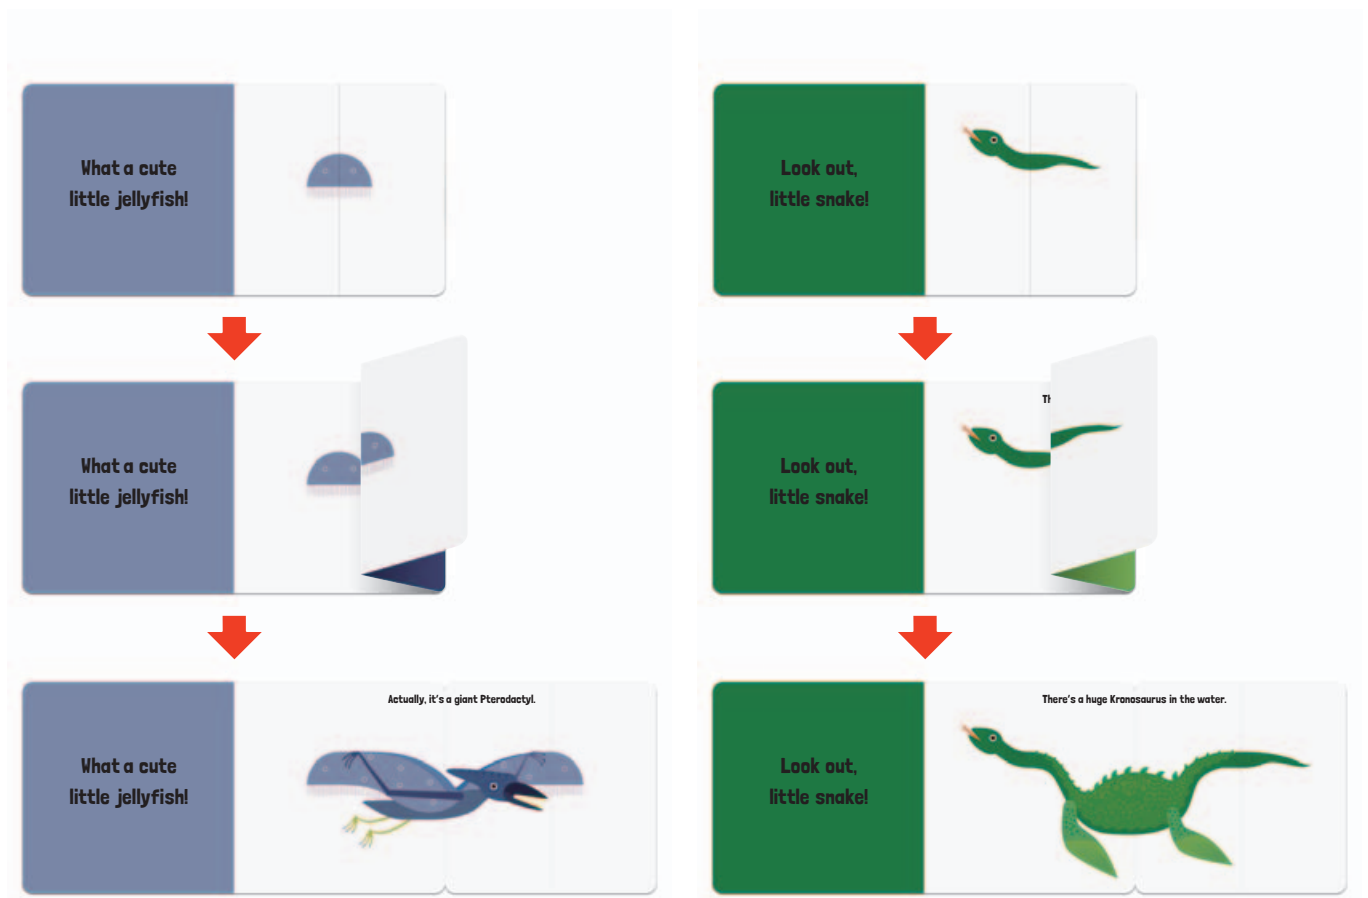 What a cute
little jellyfish!
What a cute
little jellyfish!
Actually, it's a giant Pterodactyl.
What a cute
little jellyfish!
Look out,
little snake!
Th
Look out,
little snake!
There's a huge Kronosaurus in the water.
Look out,
little snake!